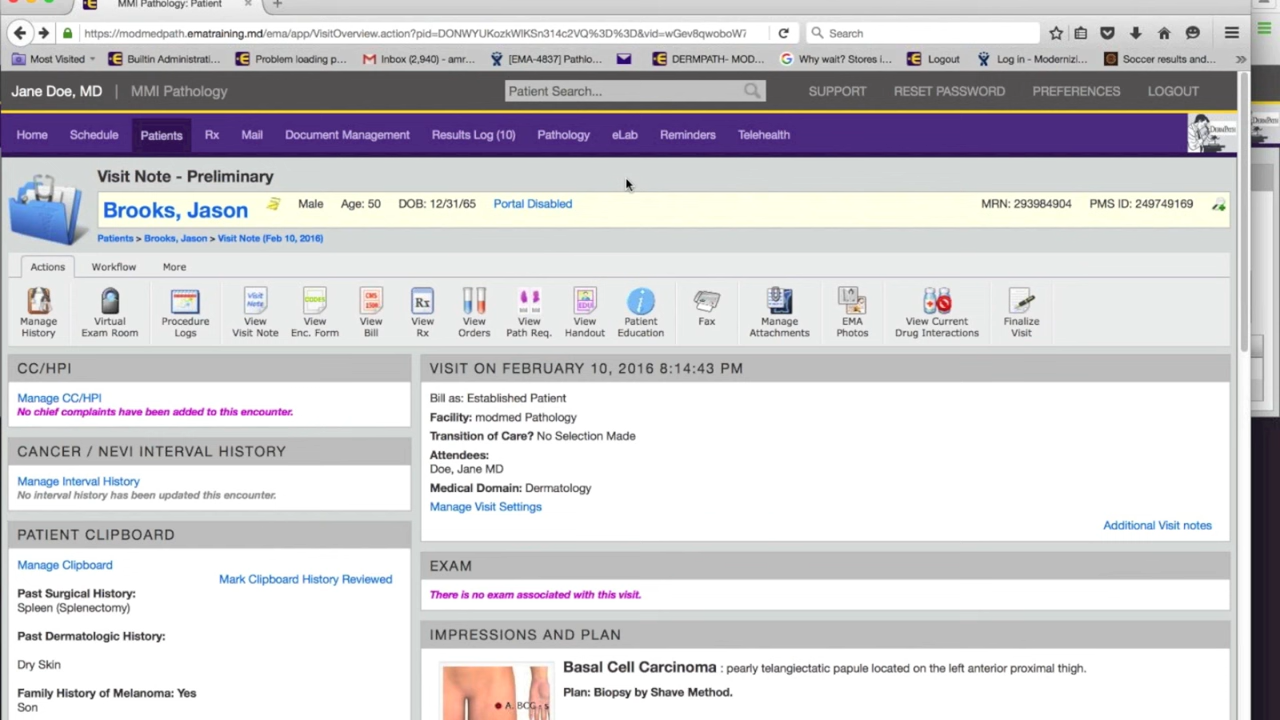 MMI Pathology: Patient
https://modmedpath.ematraining.md/ema/app/VisitOverview.action?pid=DONWYUKozkWlKSn314c2VQ%3D%3D&vid=wGev8qwoboW7
Search
Most Visited
Builtin Administrati...
Problem loading p...
Inbox (2,940) - amr...
[EMA-4837] Pathlo...
DERMPATH- MOD...
Why wait? Stores i...
Logout
Log in - Modernizi...
Soccer results and...
Jane Doe, MD | MMI Pathology
Patient Search...
SUPPORT RESET PASSWORD PREFERENCES LOGOUT
Home Schedule Patients Rx Mail Document Management Results Log (10) Pathology eLab Reminders Telehealth
Visit Note - Preliminary
Brooks, Jason Male Age: 50 DOB: 12/31/65 Portal Disabled MRN: 293984904 PMS ID: 249749169
Patients > Brooks, Jason > Visit Note (Feb 10, 2016)
Actions Workflow More
Manage History
Virtual Exam Room
Procedure Logs
View Visit Note
View Enc. Form
View Bill
View Rx
View Orders
View Path Req.
View Handout
Patient Education
Fax
Manage Attachments
EMA Photos
View Current Drug Interactions
Finalize Visit
CC/HPI
Manage CC/HPI
No chief complaints have been added to this encounter.
CANCER / NEVI INTERVAL HISTORY
Manage Interval History
No interval history has been updated this encounter.
PATIENT CLIPBOARD
Manage Clipboard
Mark Clipboard History Reviewed
Past Surgical History:
Spleen (Splenectomy)
Past Dermatologic History:
Dry Skin
Family History of Melanoma: Yes
Son
VISIT ON FEBRUARY 10, 2016 8:14:43 PM
Bill as: Established Patient
Facility: modmed Pathology
Transition of Care? No Selection Made
Attendees:
Doe, Jane MD
Medical Domain: Dermatology
Manage Visit Settings
Additional Visit notes
EXAM
There is no exam associated with this visit.
IMPRESSIONS AND PLAN
Basal Cell Carcinoma : pearly telangiectatic papule located on the left anterior proximal thigh.
Plan: Biopsy by Shave Method.
A. BCC - s